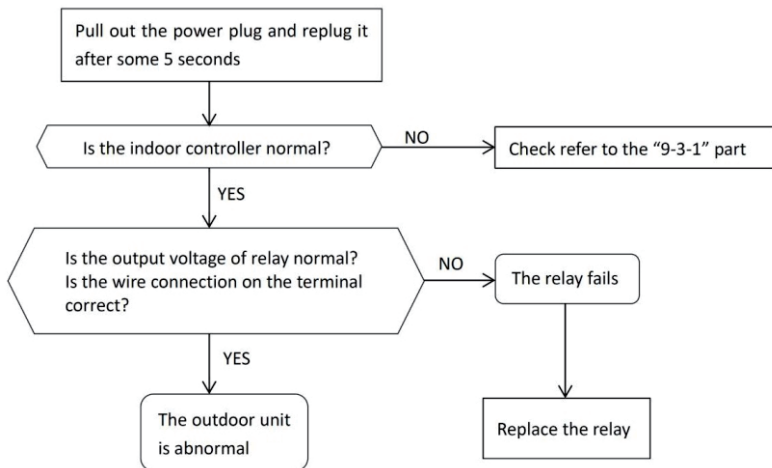 Pull out the power plug and replug it
after some 5 seconds
Is the indoor controller normal?
NO
Check refer to the “9-3-1” part
YES
Is the output voltage of relay normal?
Is the wire connection on the terminal
correct?
NO
The relay fails
YES
The outdoor unit
is abnormal
Replace the relay